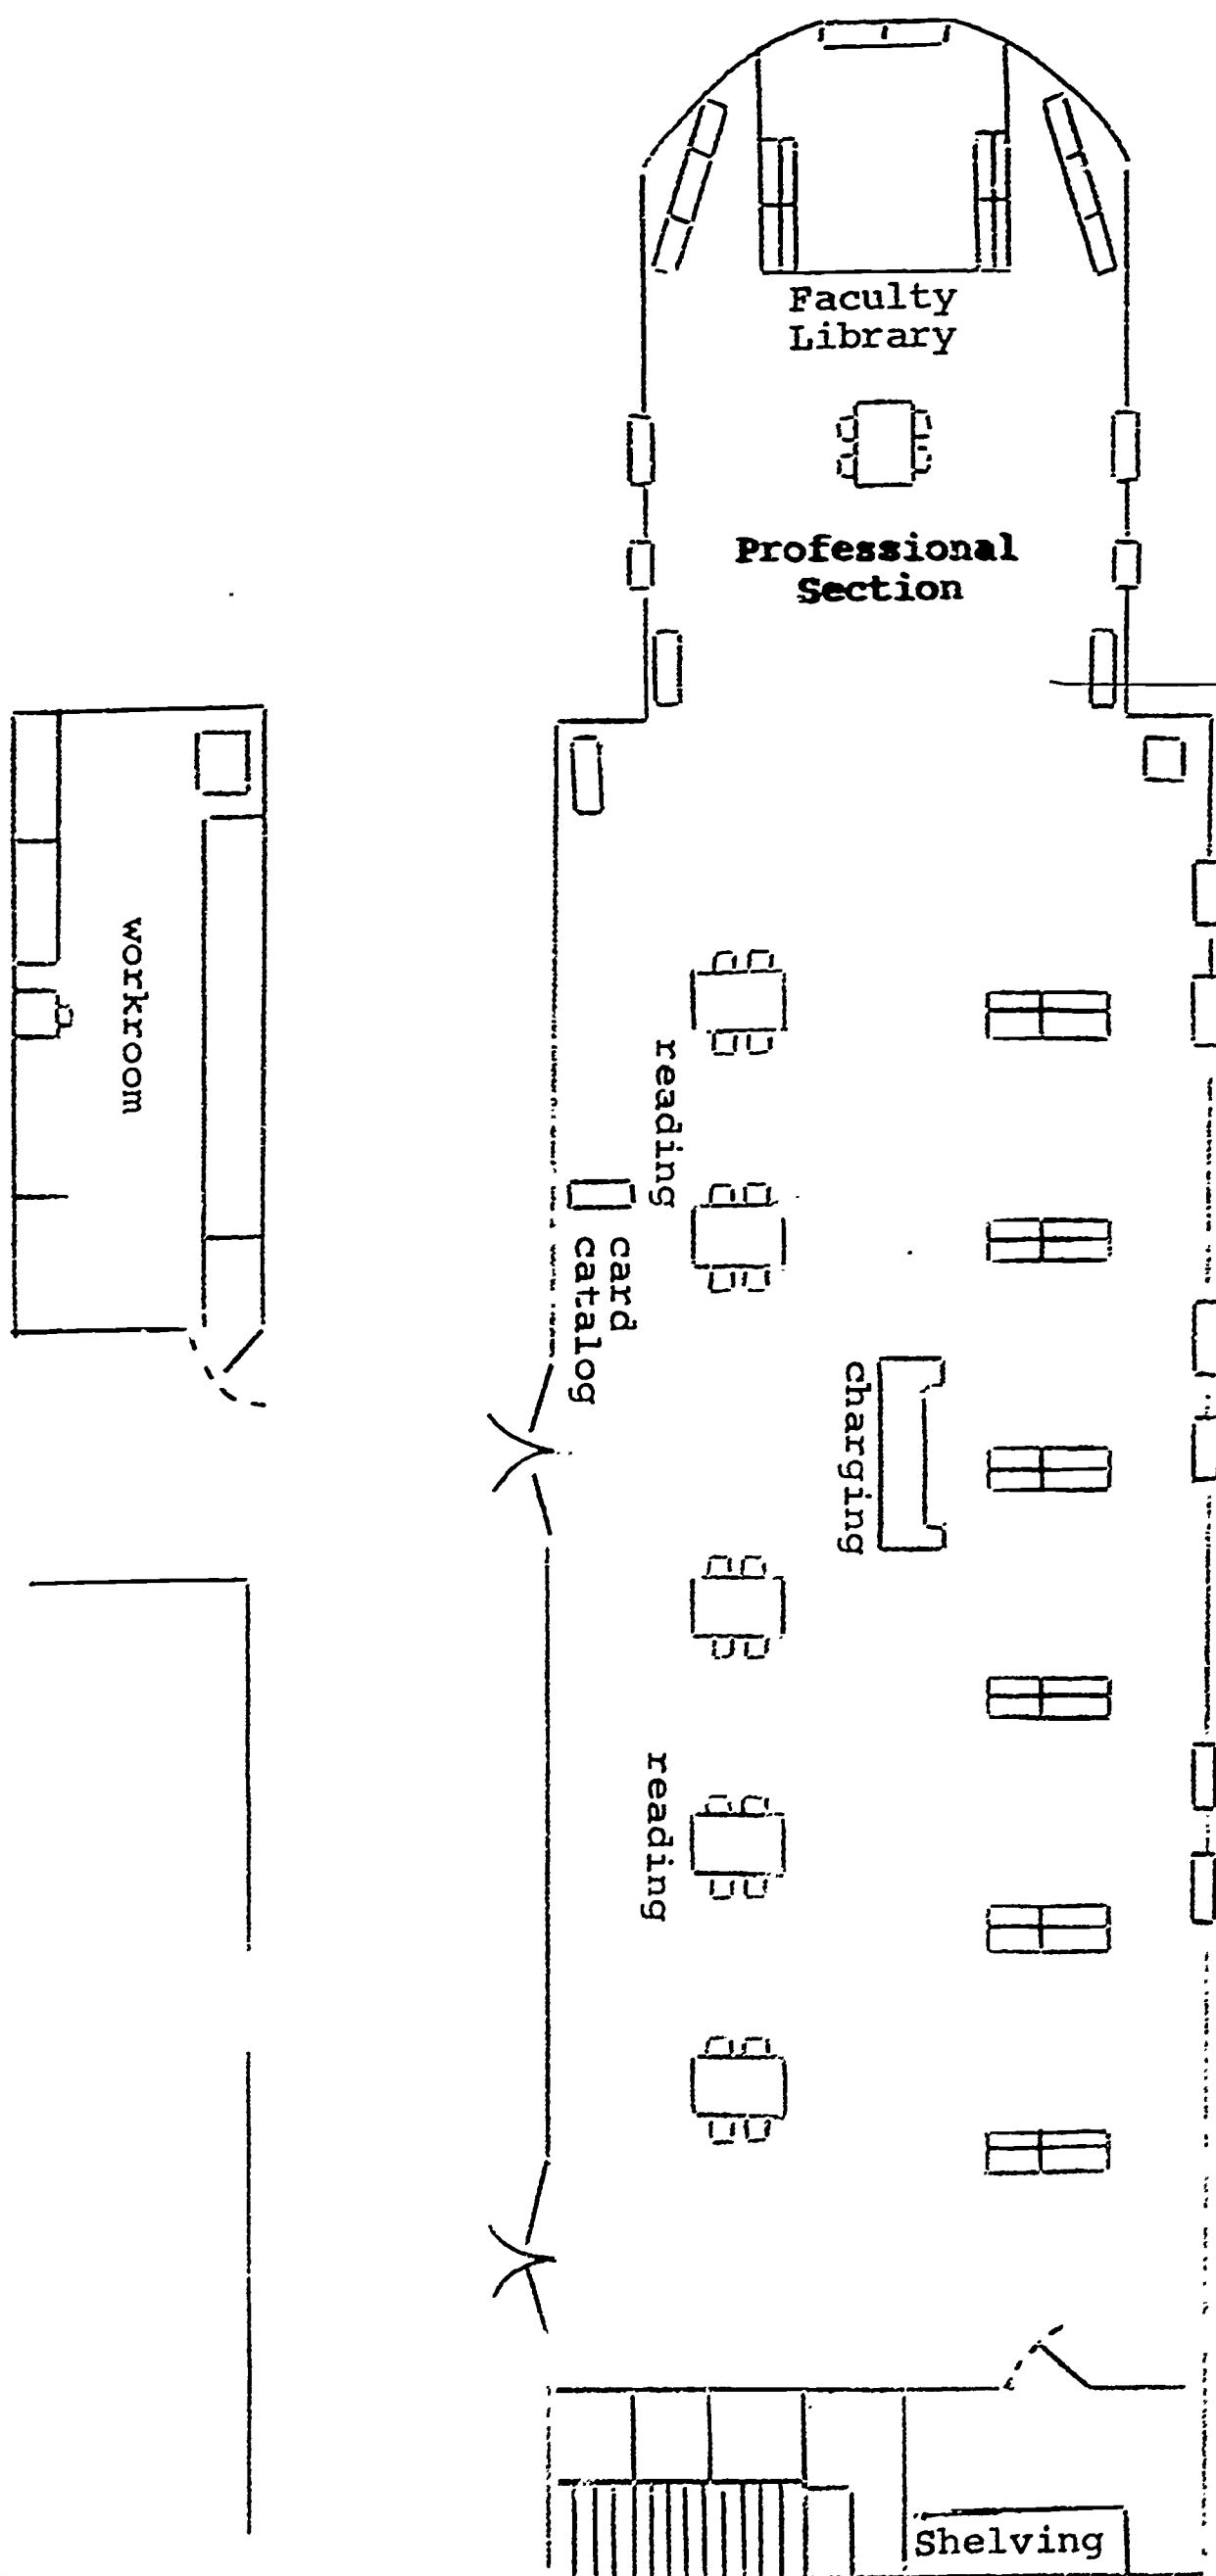 Faculty
Library
Professional
Section
workroom
reading
card
catalog
charging
reading
Shelving